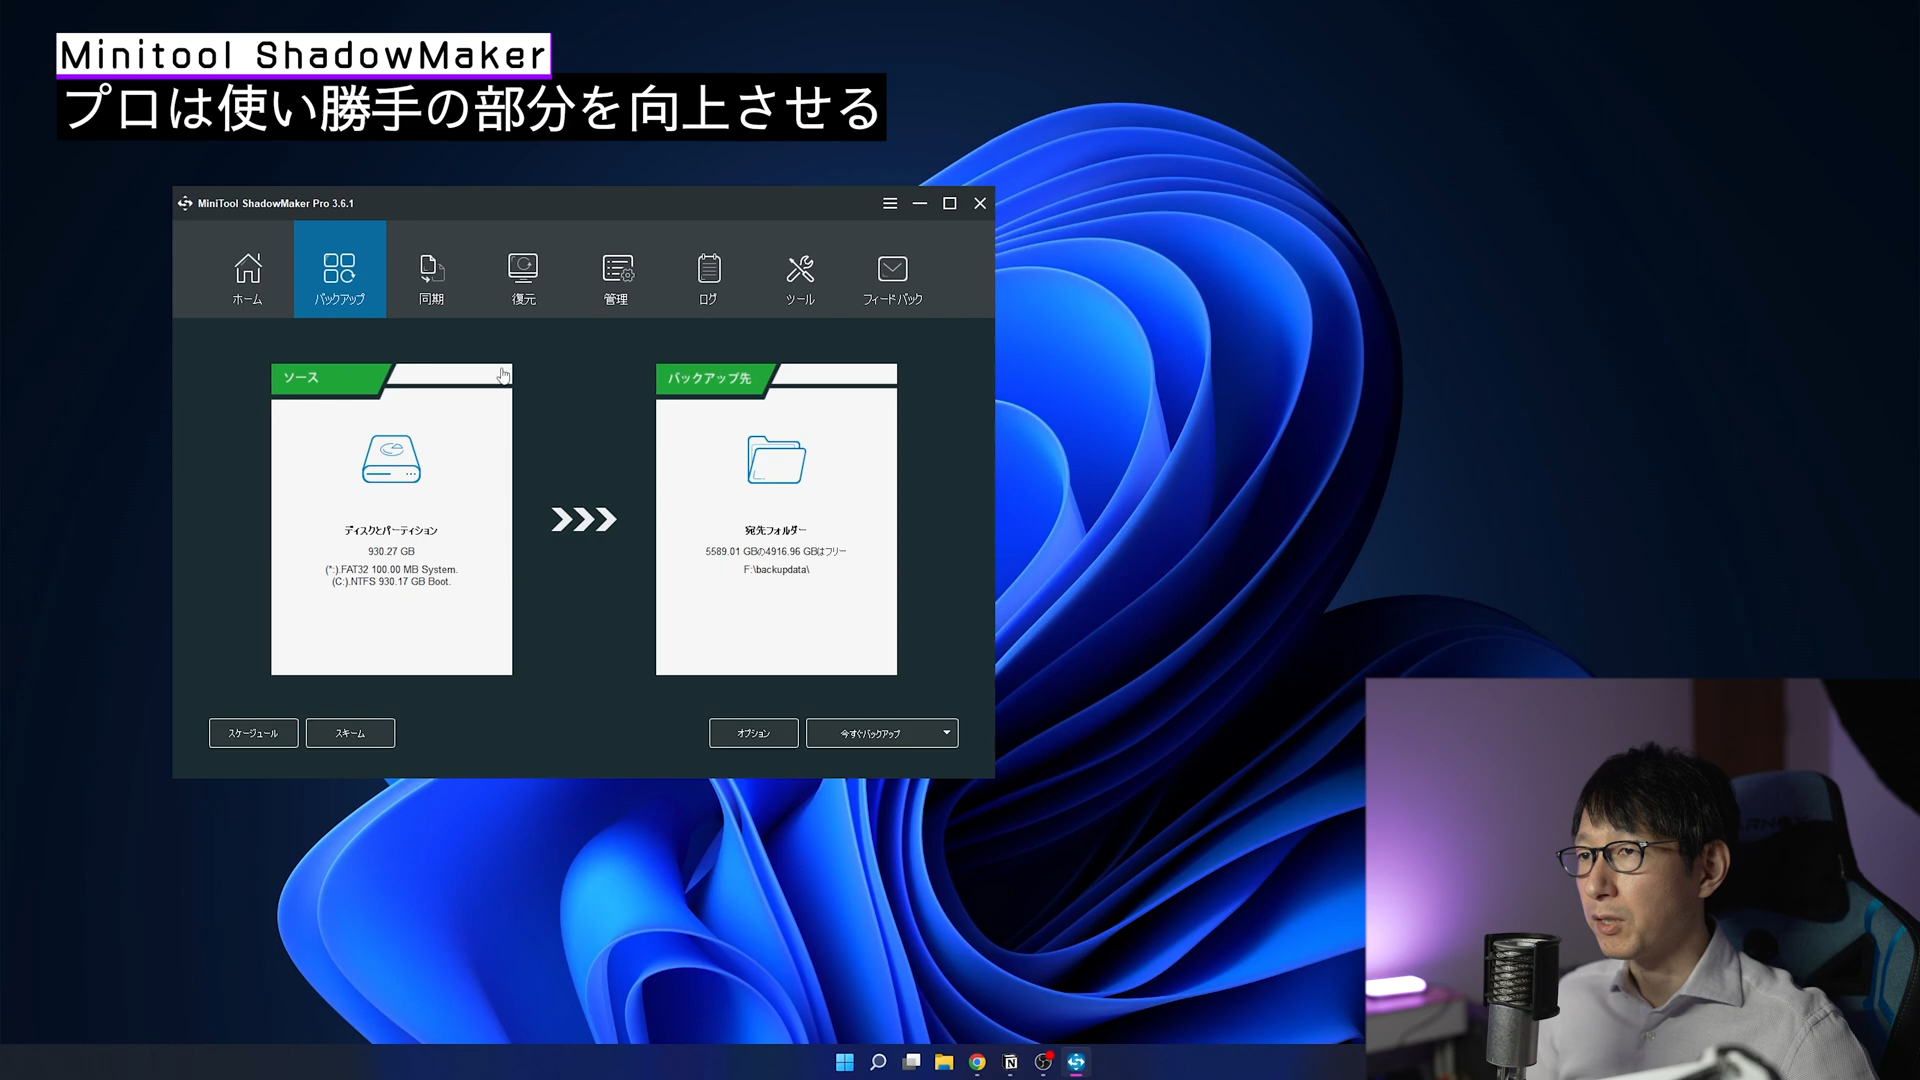 Minitool ShadowMaker
プロは使い勝手の部分を向上させる
MiniTool ShadowMaker Pro 3.6.1
ホーム
バックアップ
同期
復元
管理
ログ
ツール
フィードバック
ソース
バックアップ先
ディスクとパーティション
930.27 GB
(*:).FAT32 100.00 MB System.
(C:).NTFS 930.17 GB Boot.
宛先フォルダー
5589.01 GBの4916.96 GBはフリー
F:\backupdata\
スケージュール
スキーム
オプション
今すぐバックアップ